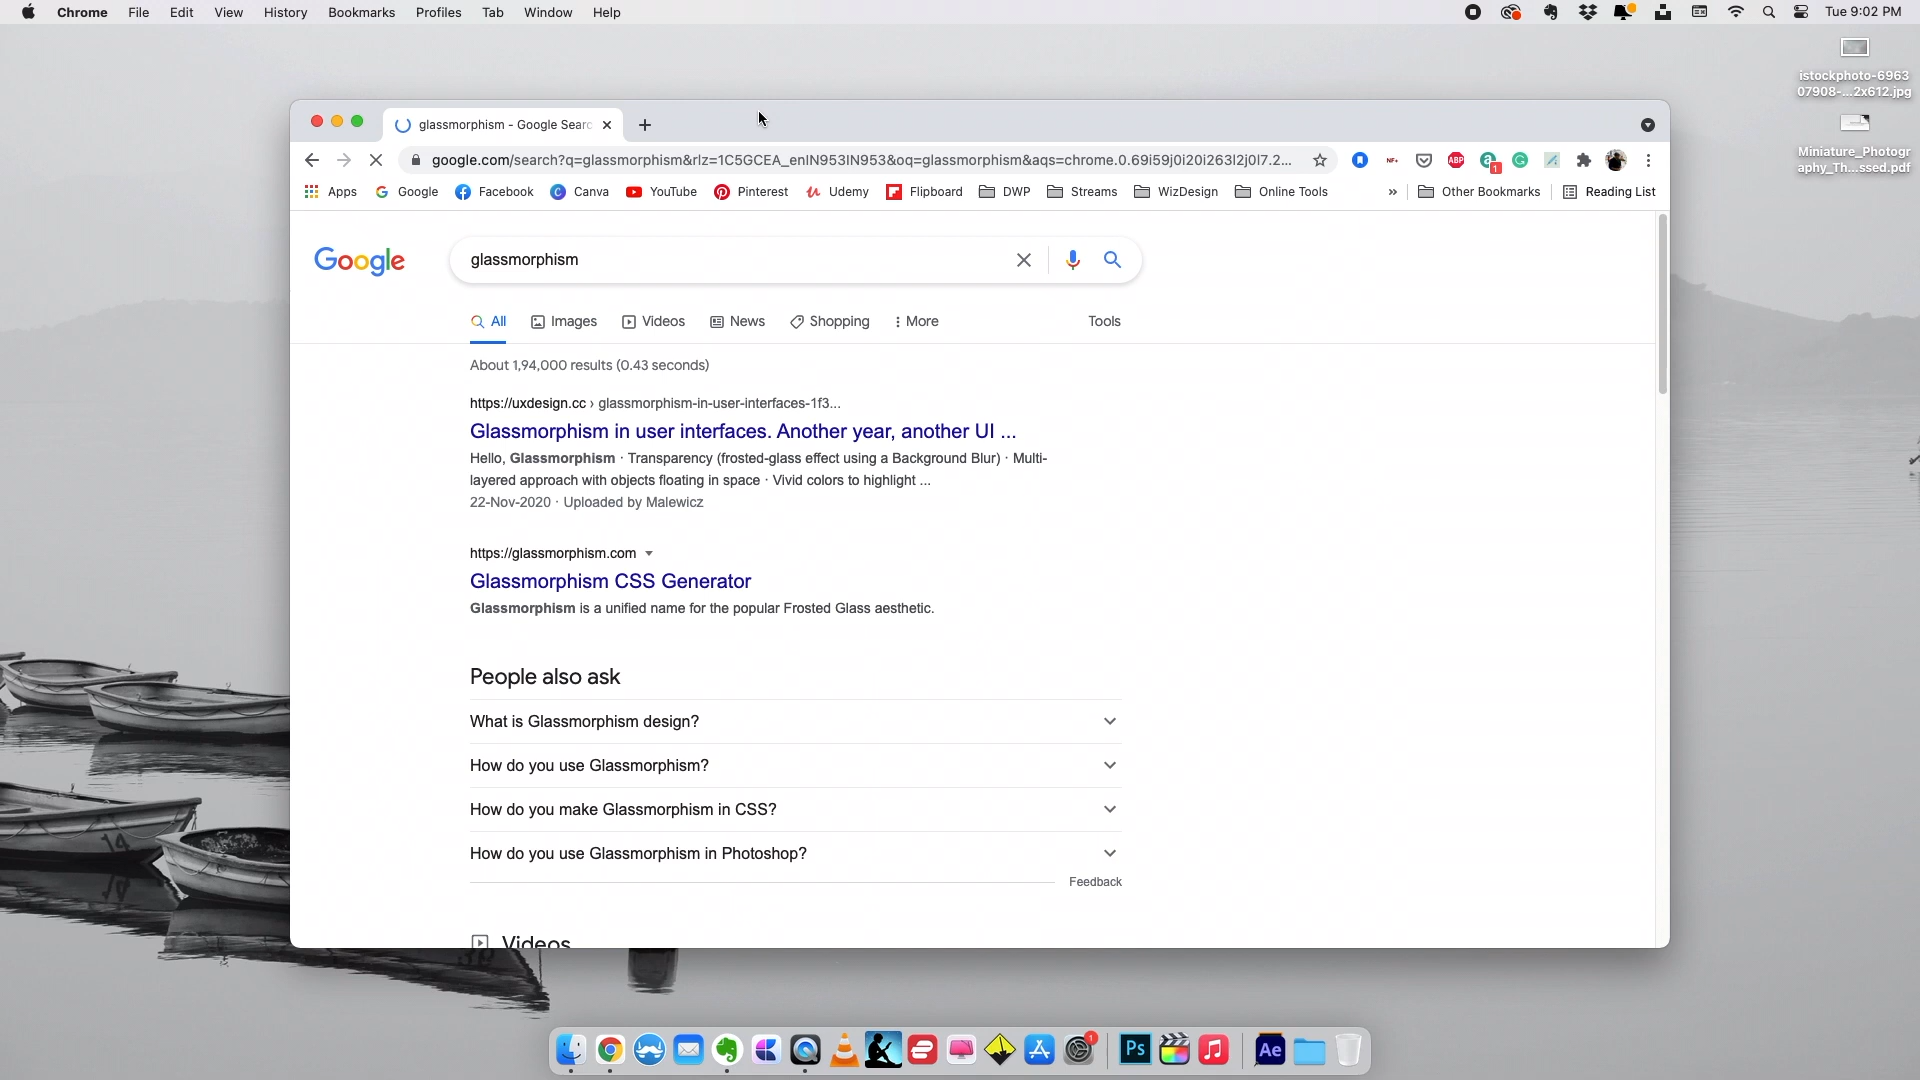 Chrome File Edit View History Bookmarks Profiles Tab Window Help Tue 9:02 PM
istockphoto-6963
07908-...2x612.jpg
Miniature_Photogr
aphy_Th...ssed.pdf
glassmorphism - Google Searc
google.com/search?q=glassmorphism&rlz=1C5GCEA_enIN953IN953&oq=glassmorphism&aqs=chrome.0.69i59j0i20i263l2j0l7.2...
NF+ ABP 1
Apps Google Facebook Canva YouTube Pinterest Udemy Flipboard DWP Streams WizDesign Online Tools » Other Bookmarks Reading List
Google
glassmorphism
All Images Videos News Shopping More Tools
About 1,94,000 results (0.43 seconds)
https://uxdesign.cc › glassmorphism-in-user-interfaces-1f3...
Glassmorphism in user interfaces. Another year, another UI ...
Hello, Glassmorphism · Transparency (frosted-glass effect using a Background Blur) · Multi-
layered approach with objects floating in space · Vivid colors to highlight ...
22-Nov-2020 · Uploaded by Malewicz
https://glassmorphism.com
Glassmorphism CSS Generator
Glassmorphism is a unified name for the popular Frosted Glass aesthetic.
People also ask
What is Glassmorphism design?
How do you use Glassmorphism?
How do you make Glassmorphism in CSS?
How do you use Glassmorphism in Photoshop?
Feedback
Videos
14
1
Ps
Ae